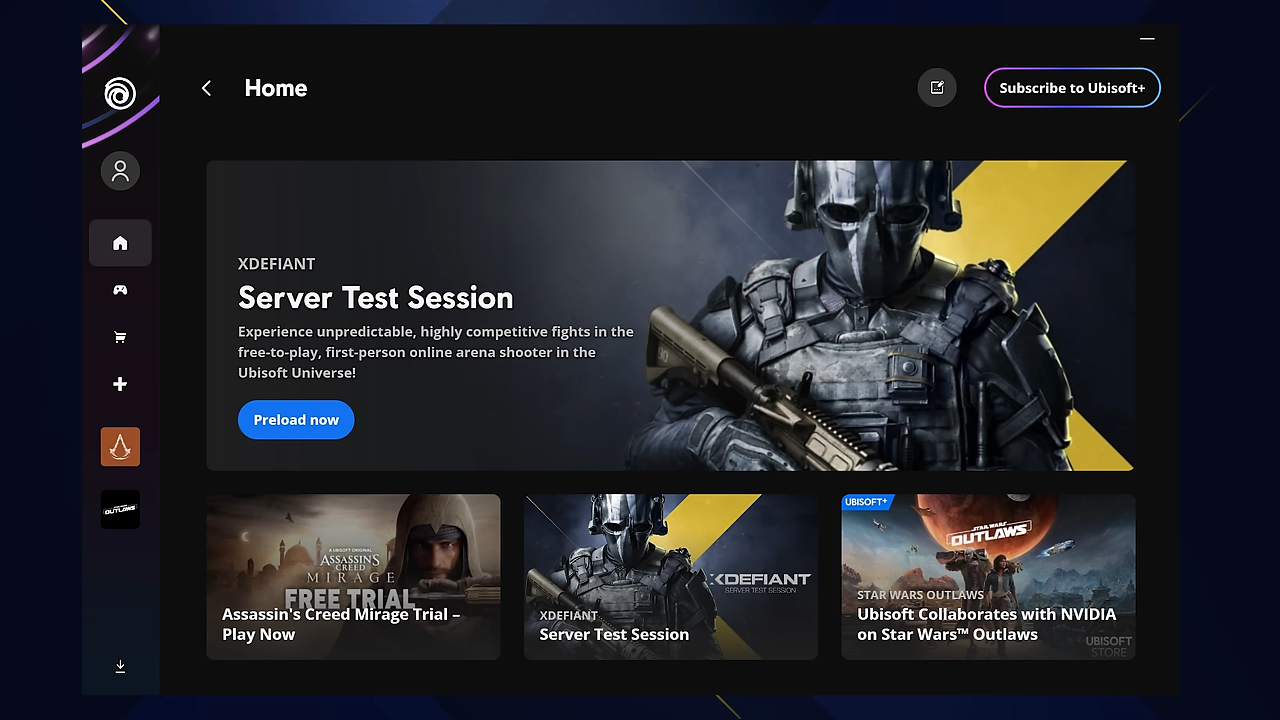 Home
Subscribe to Ubisoft+
XDEFIANT
Server Test Session
Experience unpredictable, highly competitive fights in the
free-to-play, first-person online arena shooter in the
Ubisoft Universe!
Preload now
OUTLAWS
A UBISOFT ORIGINAL
ASSASSIN'S
CREED
MIRAGE
FREE TRIAL
Assassin's Creed Mirage Trial –
Play Now
XDEFIANT
SERVER TEST SESSION
XDEFIANT
Server Test Session
UBISOFT+
STAR WARS
OUTLAWS
STAR WARS OUTLAWS
Ubisoft Collaborates with NVIDIA
on Star Wars™ Outlaws
UBISOFT
STORE